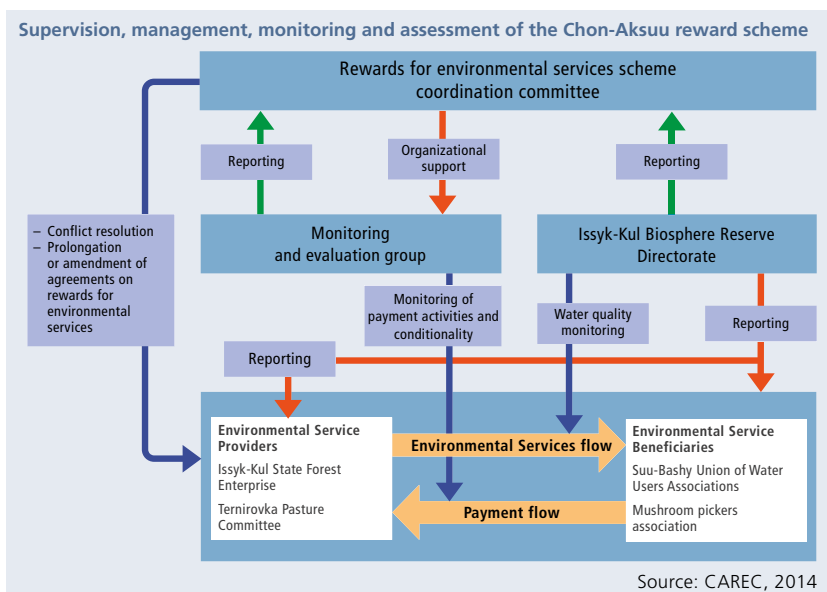 Supervision, management, monitoring and assessment of the Chon-Aksuu reward scheme
Rewards for environmental services scheme
coordination committee
Reporting
Organizational
support
Reporting
– Conflict resolution
– Prolongation
or amendment of
agreements on
rewards for
environmental
services
Monitoring
and evaluation group
Issyk-Kul Biosphere Reserve
Directorate
Monitoring of
payment activities and
conditionality
Water quality
monitoring
Reporting
Reporting
Environmental Service
Providers
Issyk-Kul State Forest
Enterprise
Ternirovka Pasture
Committee
Environmental Services flow
Payment flow
Environmental Service
Beneficiaries
Suu-Bashy Union of Water
Users Associations
Mushroom pickers
association
Source: CAREC, 2014